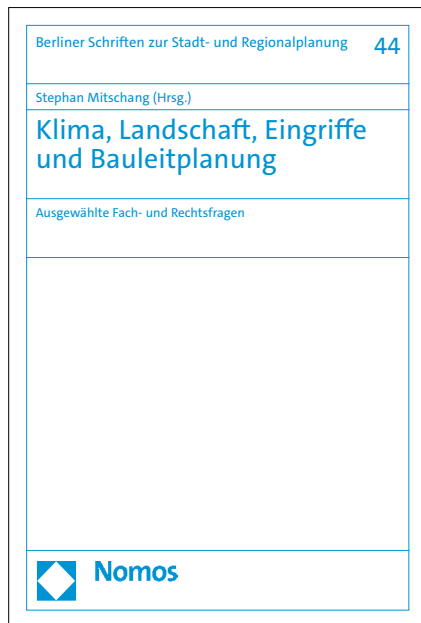 Berliner Schriften zur Stadt- und Regionalplanung 44
Stephan Mitschang (Hrsg.)
Klima, Landschaft, Eingriffe
und Bauleitplanung
Ausgewählte Fach- und Rechtsfragen
Nomos